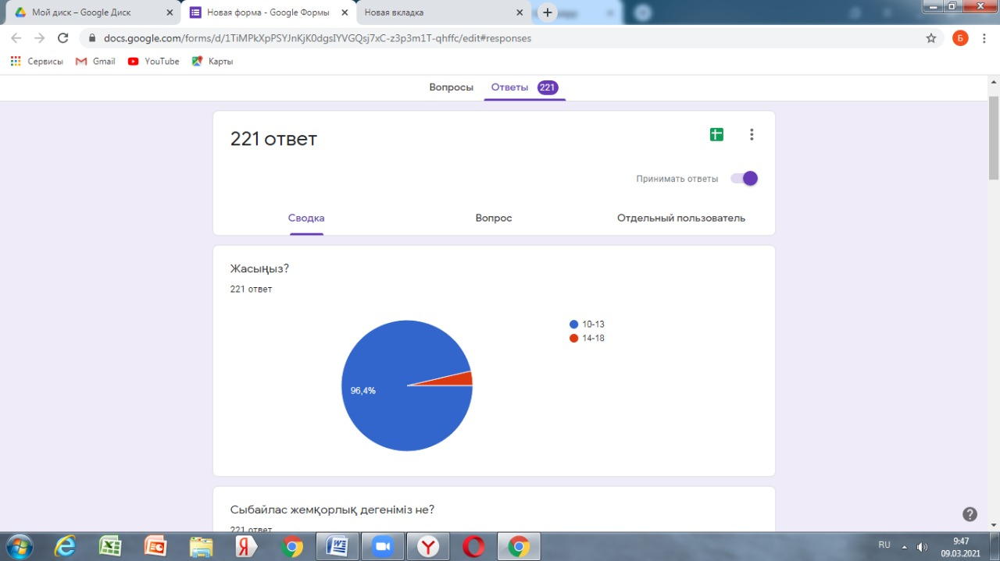 Мой диск – Google Диск
Новая форма - Google Формы
Новая вкладка
docs.google.com/forms/d/1TiMPkXpPSYJnKjK0dgsIYVGQsj7xC-z3p3m1T-qhffc/edit#responses
Б
Сервисы
Gmail
YouTube
Карты
Вопросы
Ответы 221
221 ответ
Принимать ответы
Сводка
Вопрос
Отдельный пользователь
Жасыңыз?
221 ответ
10-13
14-18
96,4%
Сыбайлас жемқорлық дегеніміз не?
221 ответ
RU
9:47
09.03.2021